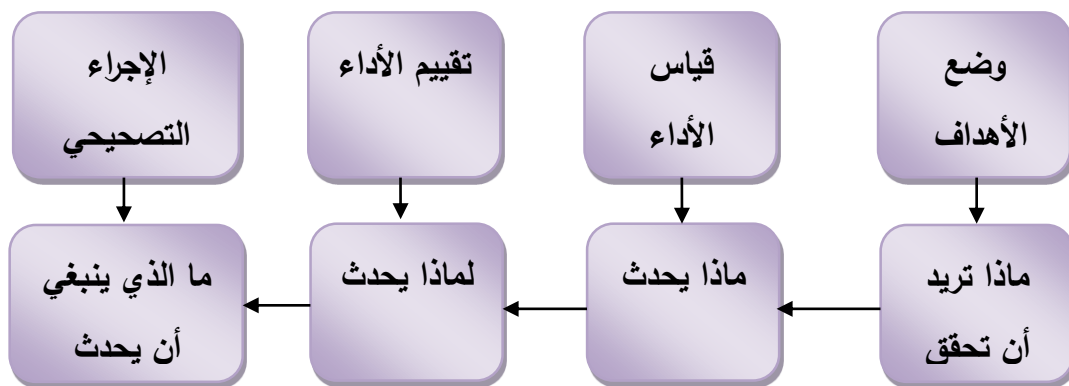 وضع
الأهداف
قياس
الأداء
تقييم الأداء
الإجراء
التصحيحي
ماذا تريد
أن تحقق
ماذا يحدث
لماذا يحدث
ما الذي ينبغي
أن يحدث